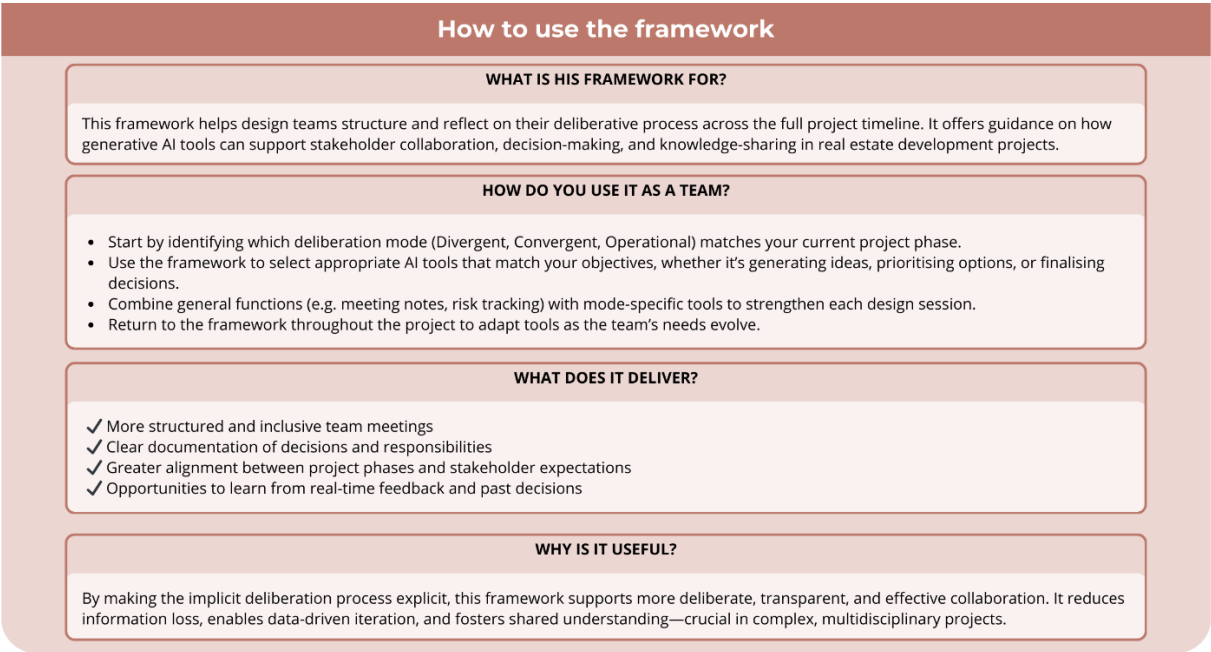 How to use the framework
WHAT IS HIS FRAMEWORK FOR?
This framework helps design teams structure and reflect on their deliberative process across the full project timeline. It offers guidance on how
generative AI tools can support stakeholder collaboration, decision-making, and knowledge-sharing in real estate development projects.
HOW DO YOU USE IT AS A TEAM?
• Start by identifying which deliberation mode (Divergent, Convergent, Operational) matches your current project phase.
• Use the framework to select appropriate AI tools that match your objectives, whether it's generating ideas, prioritising options, or finalising
decisions.
• Combine general functions (e.g. meeting notes, risk tracking) with mode-specific tools to strengthen each design session.
• Return to the framework throughout the project to adapt tools as the team's needs evolve.
WHAT DOES IT DELIVER?
✓ More structured and inclusive team meetings
✓ Clear documentation of decisions and responsibilities
✓ Greater alignment between project phases and stakeholder expectations
✓ Opportunities to learn from real-time feedback and past decisions
WHY IS IT USEFUL?
By making the implicit deliberation process explicit, this framework supports more deliberate, transparent, and effective collaboration. It reduces
information loss, enables data-driven iteration, and fosters shared understanding—crucial in complex, multidisciplinary projects.